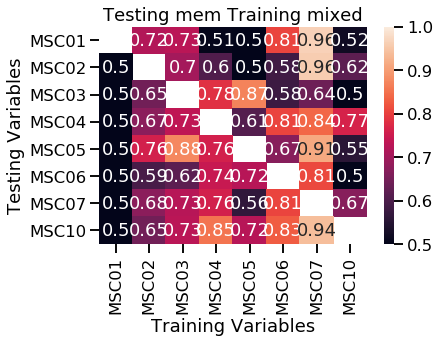 Testing mem Training mixed
MSC01 0.72 0.73 0.51 0.5 0.81 0.96 0.52
MSC02 0.5 0.7 0.6 0.5 0.58 0.96 0.62
MSC03 0.5 0.65 0.78 0.87 0.58 0.64 0.5
MSC04 0.5 0.67 0.73 0.61 0.81 0.84 0.77
MSC05 0.5 0.76 0.88 0.76 0.67 0.91 0.55
MSC06 0.5 0.59 0.62 0.74 0.72 0.81 0.5
MSC07 0.5 0.68 0.73 0.76 0.56 0.81 0.67
MSC10 0.5 0.65 0.73 0.85 0.72 0.83 0.94
MSC01 MSC02 MSC03 MSC04 MSC05 MSC06 MSC07 MSC10
Training Variables
Testing Variables
1.0
0.9
0.8
0.7
0.6
0.5